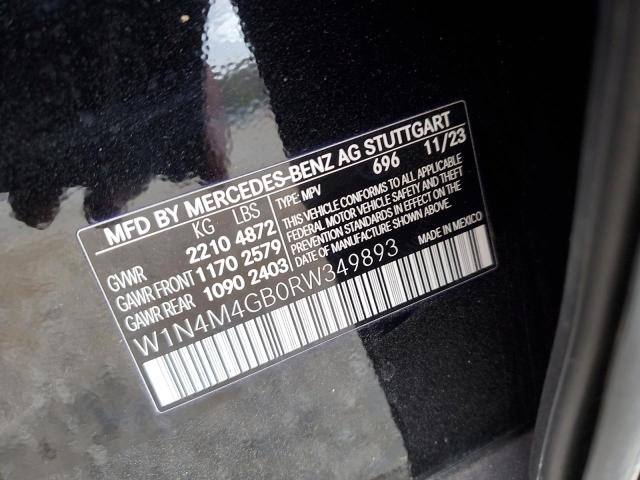 MFD BY MERCEDES-BENZ AG STUTTGART
KG LBS
GVWR 2210 4872
GAWR FRONT 1170 2579
GAWR REAR 1090 2403
696 11/23
TYPE: MPV
THIS VEHICLE CONFORMS TO ALL APPLICABLE
FEDERAL MOTOR VEHICLE SAFETY AND THEFT
PREVENTION STANDARDS IN EFFECT ON THE
DATE OF MANUFACTURE SHOWN ABOVE.
W1N4M4GB0RW349893
MADE IN MEXICO